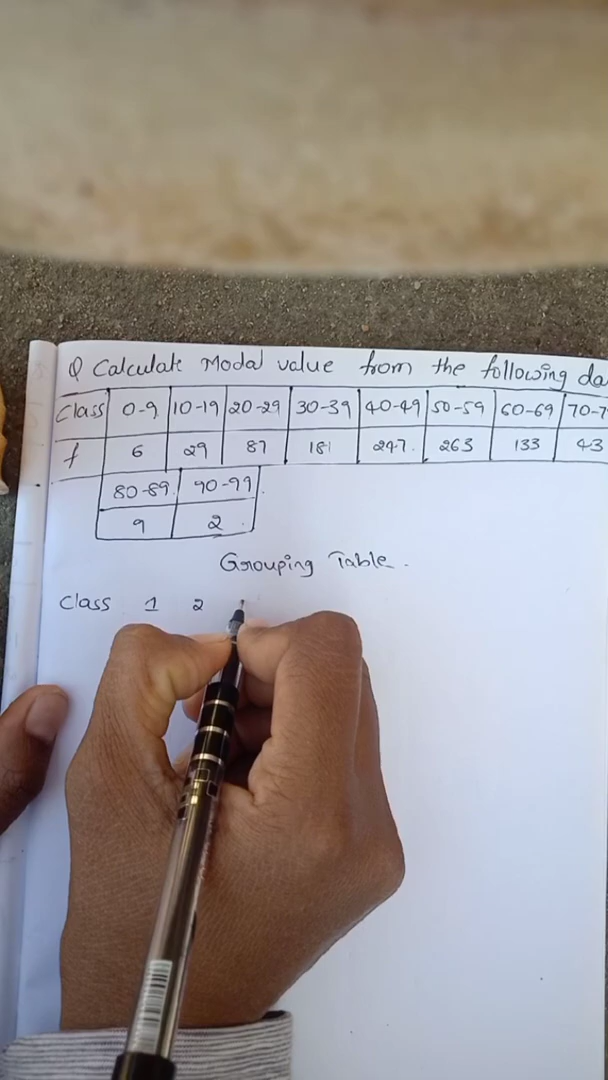 Q Calculate Modal value from the following da
Class 0-9 10-19 20-29 30-39 40-49 50-59 60-69 70-7
f 6 29 87 181 247. 263 133 43
80-89. 90-99.
9 2 .
Grouping Table.
Class 1 2